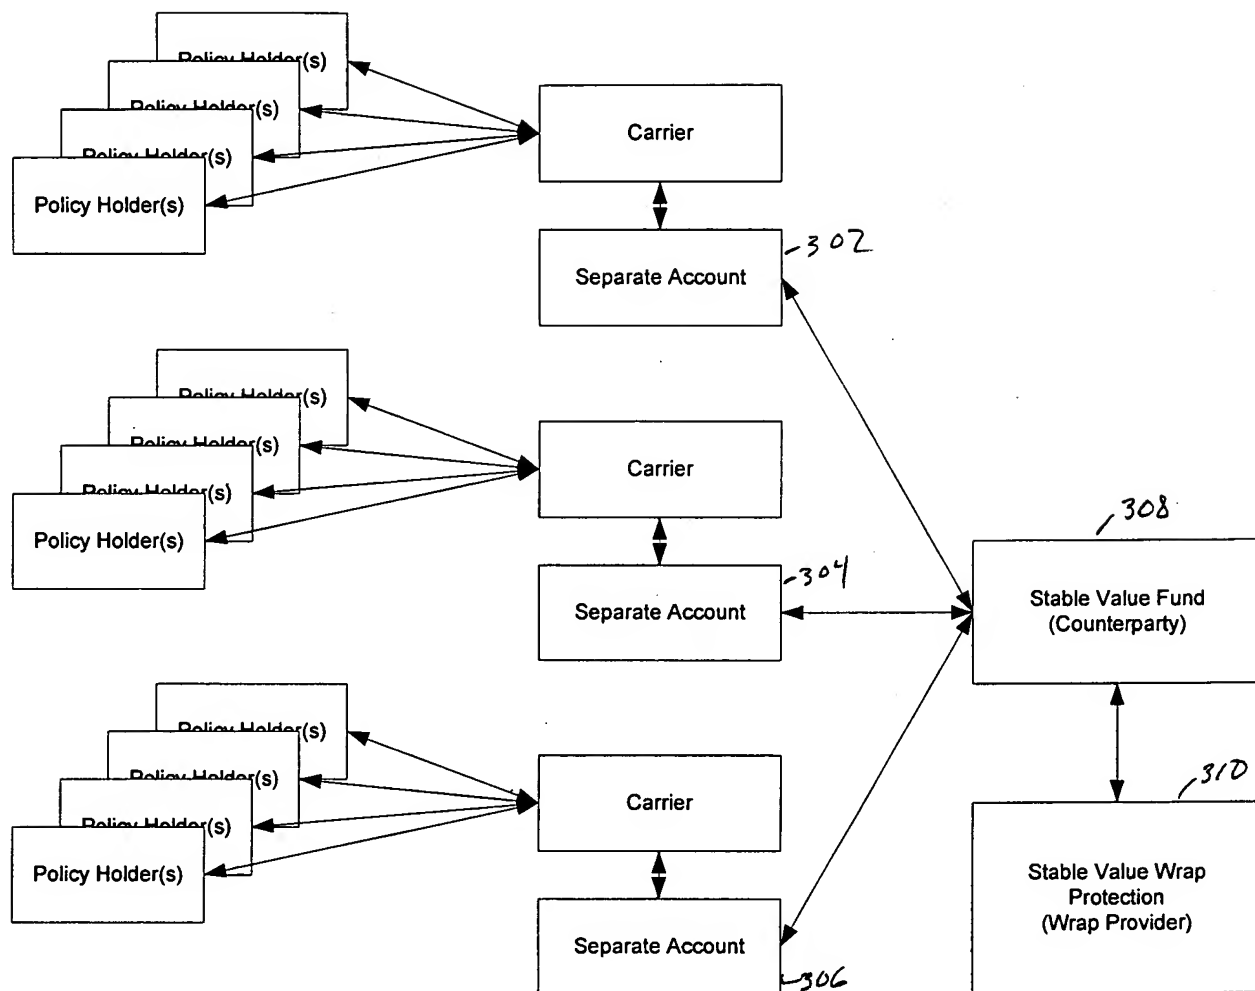 Policy Holder(s)
Policy Holder(s)
Policy Holder(s)
Policy Holder(s)
Carrier
Separate Account
302
Policy Holder(s)
Policy Holder(s)
Policy Holder(s)
Policy Holder(s)
Carrier
Separate Account
304
308
Stable Value Fund
(Counterparty)
Policy Holder(s)
Policy Holder(s)
Policy Holder(s)
Policy Holder(s)
Carrier
Separate Account
306
310
Stable Value Wrap
Protection
(Wrap Provider)